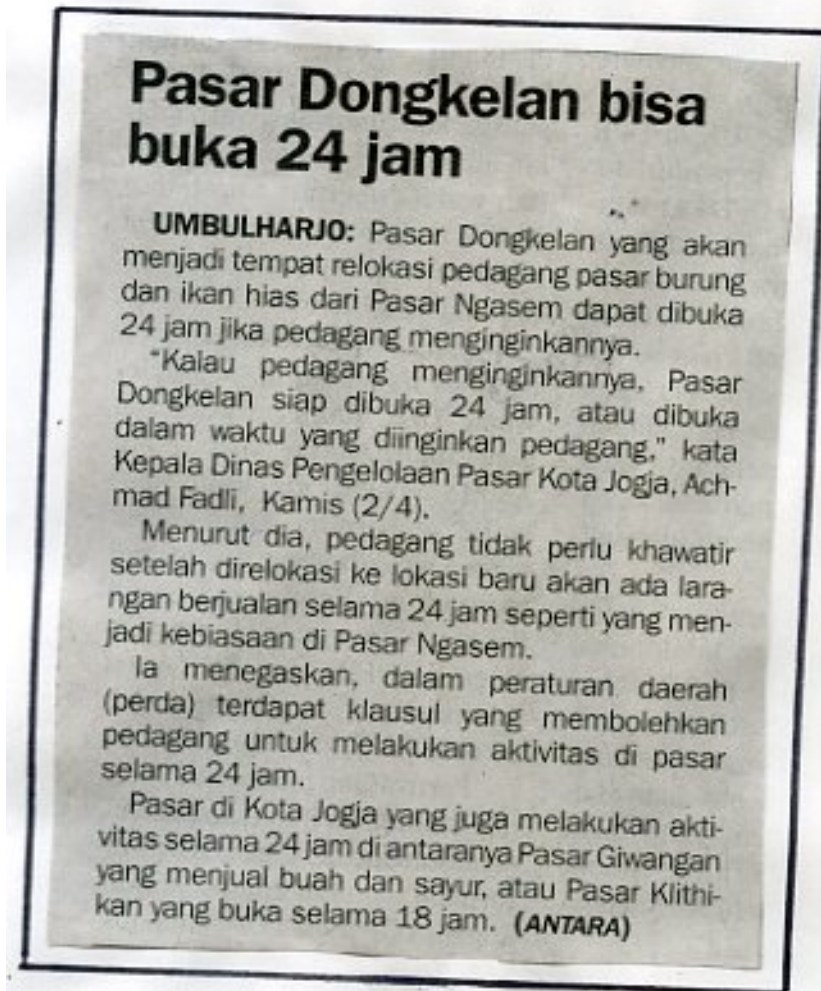 Pasar Dongkelan bisa
buka 24 jam
UMBULHARJO: Pasar Dongkelan yang akan
menjadi tempat relokasi pedagang pasar burung
dan ikan hias dari Pasar Ngasem dapat dibuka
24 jam jika pedagang menginginkannya.
"Kalau pedagang menginginkannya, Pasar
Dongkelan siap dibuka 24 jam, atau dibuka
dalam waktu yang diinginkan pedagang," kata
Kepala Dinas Pengelolaan Pasar Kota Jogja, Ach-
mad Fadli, Kamis (2/4).
Menurut dia, pedagang tidak perlu khawatir
setelah direlokasi ke lokasi baru akan ada lara-
ngan berjualan selama 24 jam seperti yang men-
jadi kebiasaan di Pasar Ngasem.
Ia menegaskan, dalam peraturan daerah
(perda) terdapat klausul yang membolehkan
pedagang untuk melakukan aktivitas di pasar
selama 24 jam.
Pasar di Kota Jogja yang juga melakukan akti-
vitas selama 24 jam di antaranya Pasar Giwangan
yang menjual buah dan sayur, atau Pasar Klithi-
kan yang buka selama 18 jam. (ANTARA)